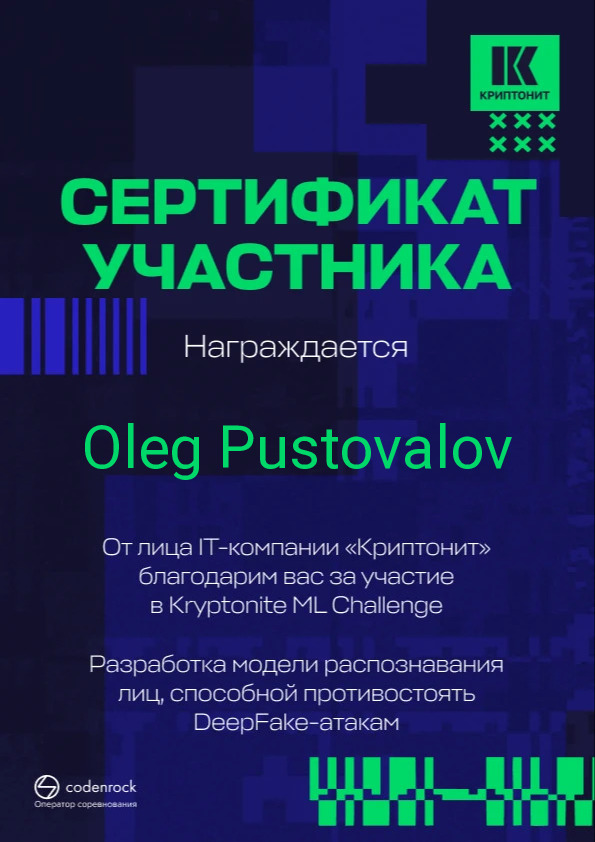 КРИПТОНИТ
СЕРТИФИКАТ
УЧАСТНИКА
Награждается
Oleg Pustovalov
От лица IT-компании «Криптонит»
благодарим вас за участие
в Kryptonite ML Challenge
Разработка модели распознавания
лиц, способной противостоять
DeepFake-атакам
codenrock
Оператор соревнования